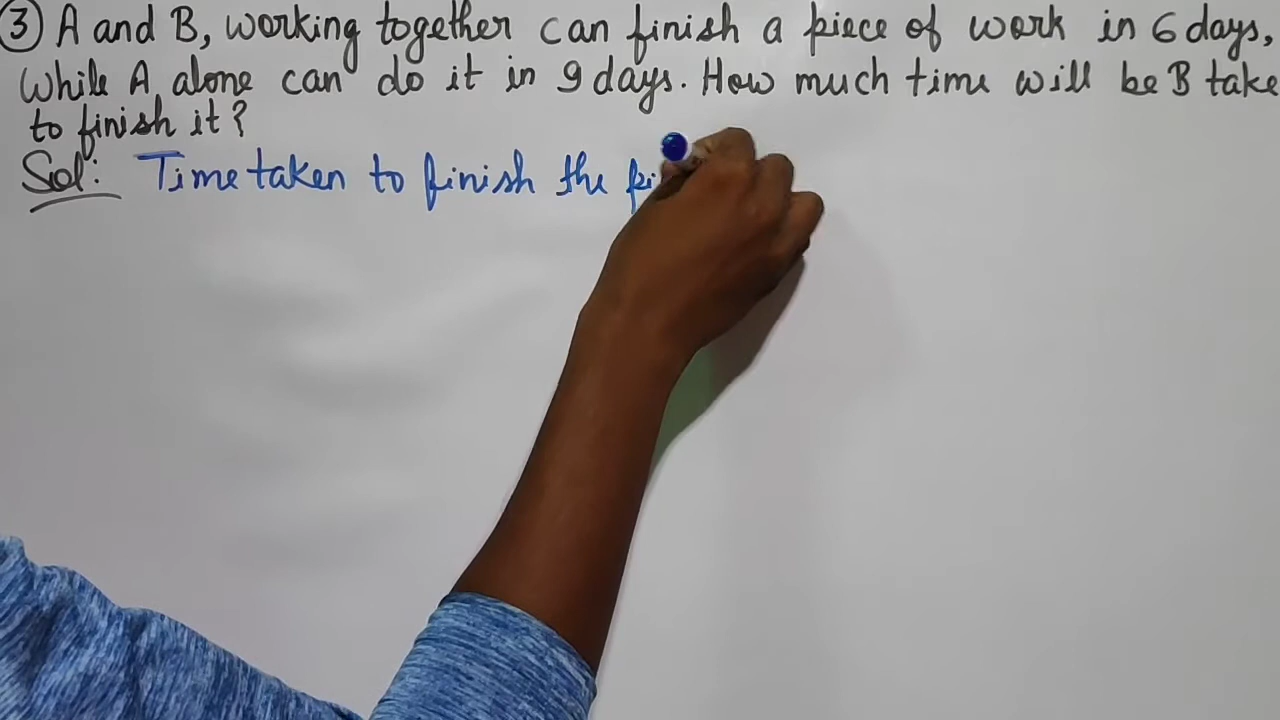 ③ A and B, working together can finish a piece of work in 6 days,
while A alone can do it in 9 days. How much time will be B take
to finish it?
Sol: Time taken to finish the